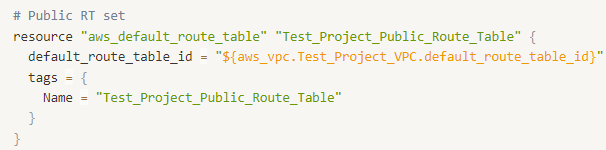 # Public RT set
resource "aws_default_route_table" "Test_Project_Public_Route_Table" {
  default_route_table_id = "${aws_vpc.Test_Project_VPC.default_route_table_id}"
  tags = {
    Name = "Test_Project_Public_Route_Table"
  }
}